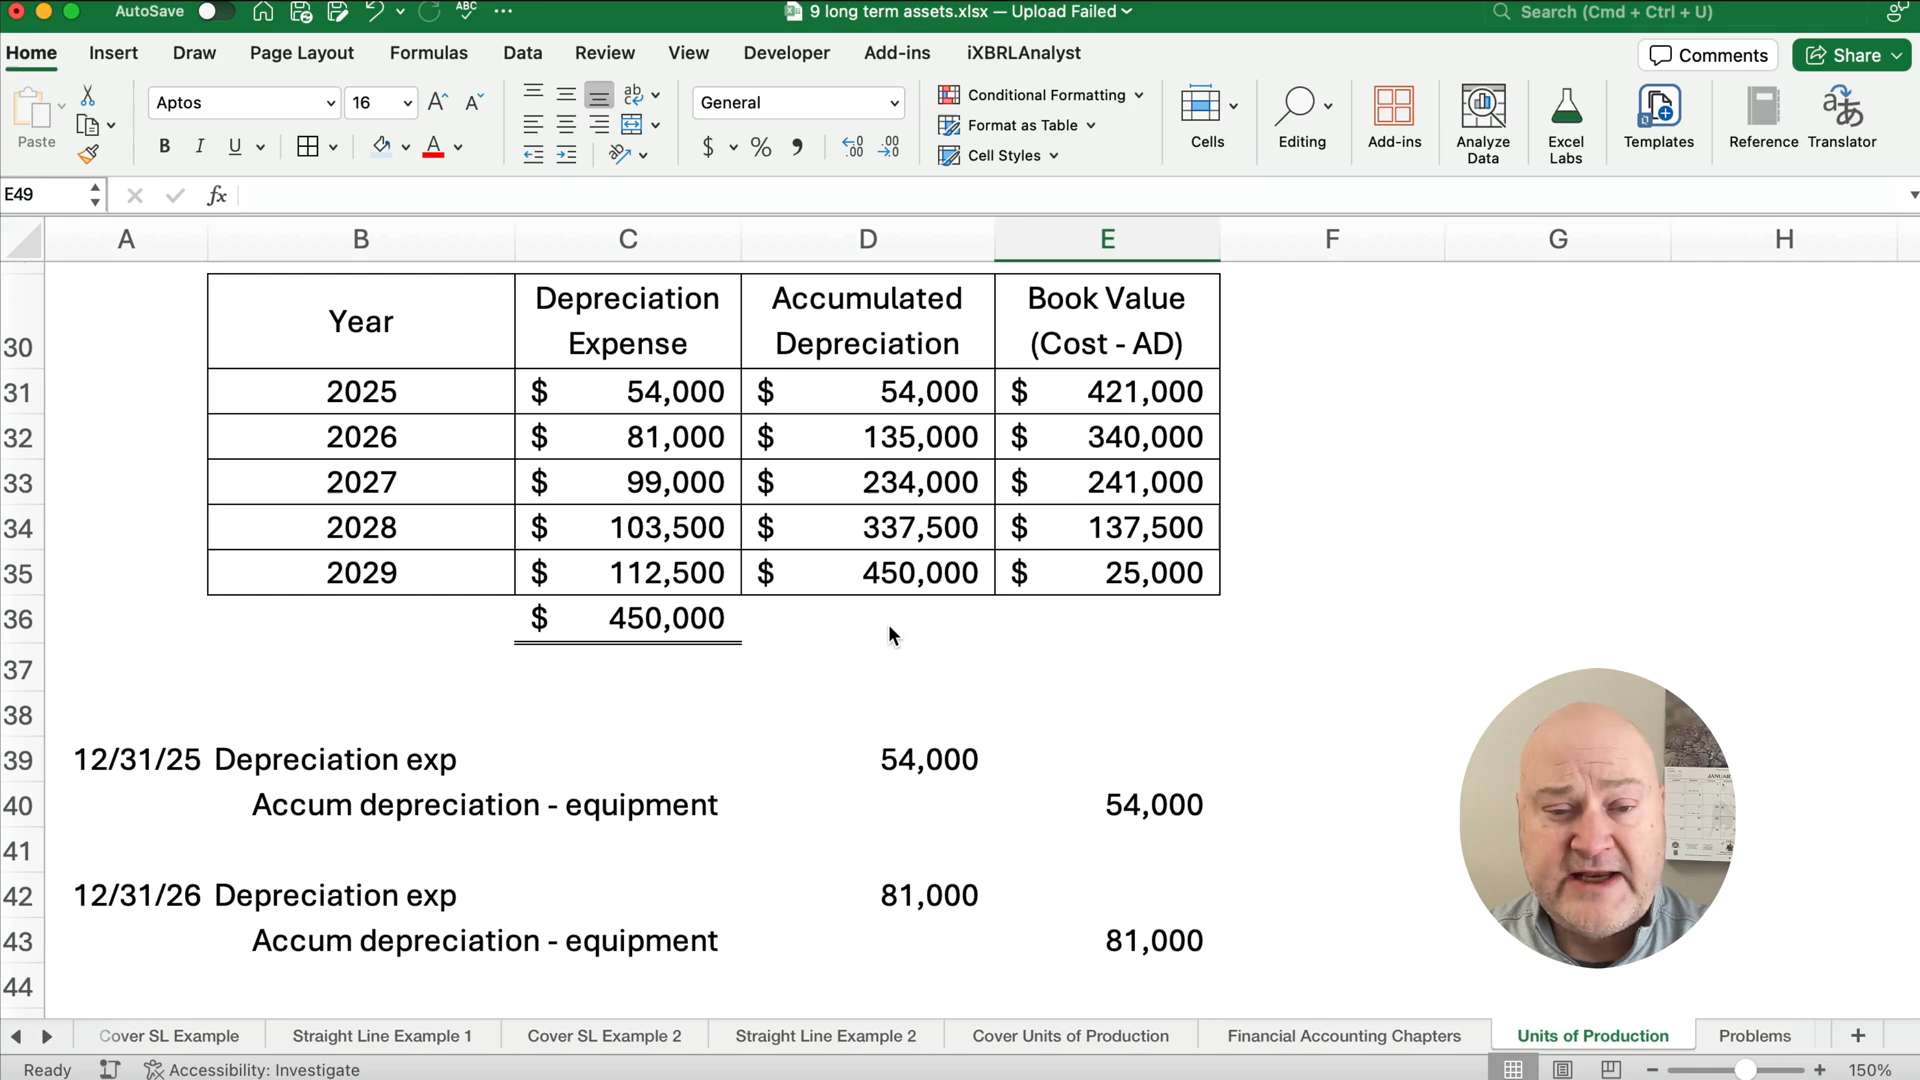 AutoSave
ABC
9 long term assets.xlsx — Upload Failed
Search (Cmd + Ctrl + U)
Home Insert Draw Page Layout Formulas Data Review View Developer Add-ins iXBRLAnalyst
Comments Share
Paste
Aptos 16
B I U A
ab
General
$ % 9
Conditional Formatting
Format as Table
Cell Styles
Cells
Editing
Add-ins
Analyze Data
Excel Labs
Templates
Reference
Translator
E49 fx
A B C D E F G H
30 Year Depreciation Expense Accumulated Depreciation Book Value (Cost - AD)
31 2025 $ 54,000 $ 54,000 $ 421,000
32 2026 $ 81,000 $ 135,000 $ 340,000
33 2027 $ 99,000 $ 234,000 $ 241,000
34 2028 $ 103,500 $ 337,500 $ 137,500
35 2029 $ 112,500 $ 450,000 $ 25,000
36 $ 450,000
37
38
39 12/31/25 Depreciation exp 54,000
40 Accum depreciation - equipment 54,000
41
42 12/31/26 Depreciation exp 81,000
43 Accum depreciation - equipment 81,000
44
Cover SL Example Straight Line Example 1 Cover SL Example 2 Straight Line Example 2 Cover Units of Production Financial Accounting Chapters Units of Production Problems +
Ready Accessibility: Investigate 150%